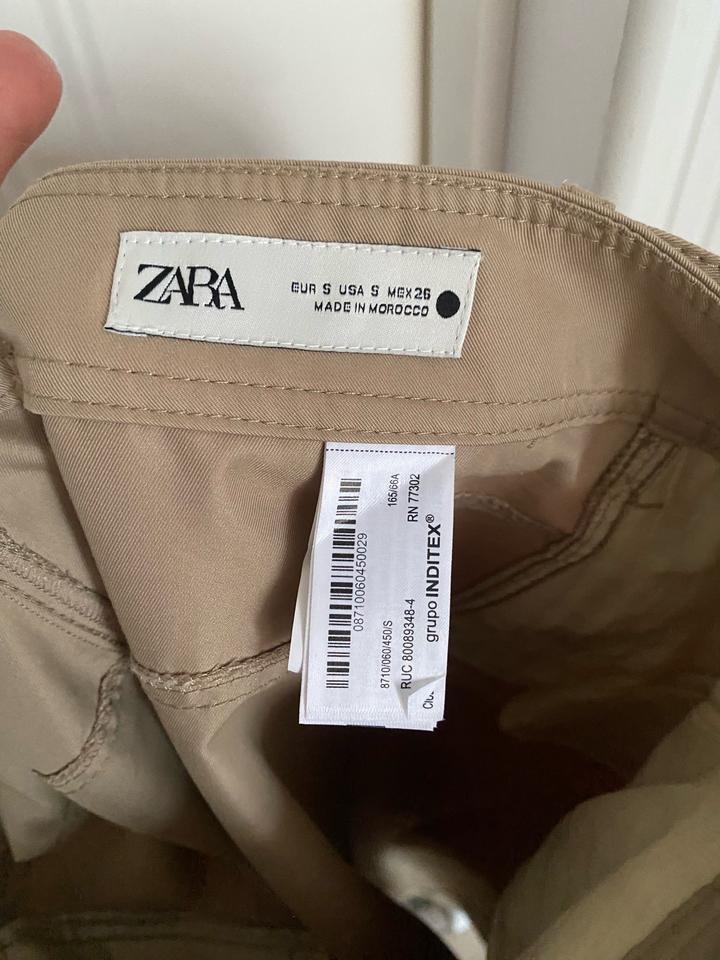 ZARA
EUR S USA S MEX 26
MADE IN MOROCCO
165/66A
RN 77302
08710060450029
8710/060/450/S
RUC 80089348-4
grupo INDITEX®